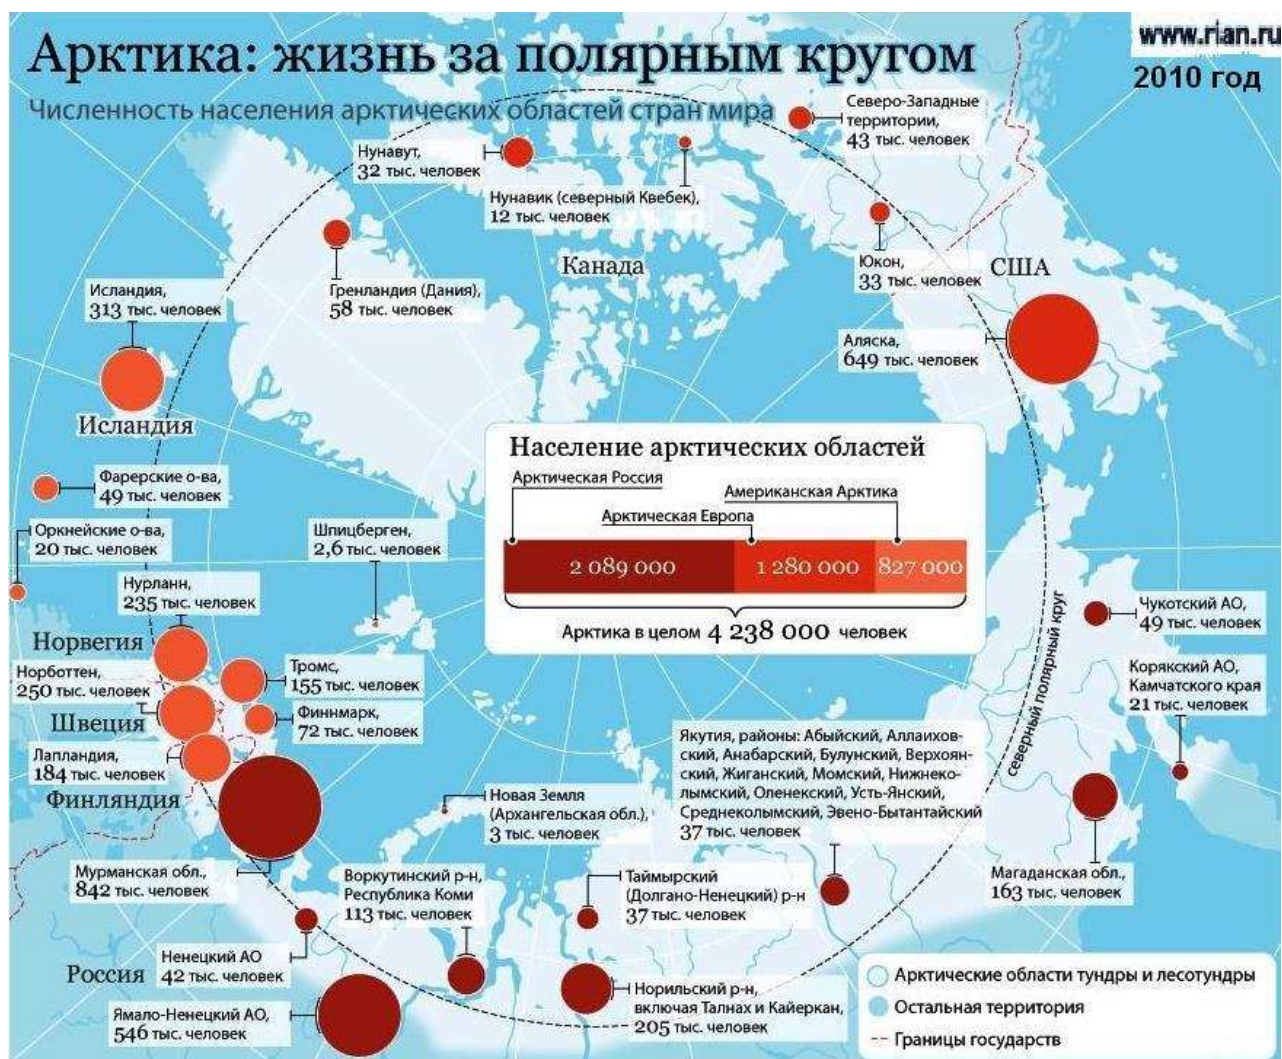 Арктика: жизнь за полярным кругом
www.rian.ru
2010 год
Численность населения арктических областей стран мира
Северо-Западные
территории,
43 тыс. человек
Нунавут,
32 тыс. человек
Нунавик (северный Квебек),
12 тыс. человек
Канада
Юкон,
33 тыс. человек
США
Исландия,
313 тыс. человек
Гренландия (Дания),
58 тыс. человек
Аляска,
649 тыс. человек
Исландия
Фарерские о-ва,
49 тыс. человек
Оркнейские о-ва,
20 тыс. человек
Шпицберген,
2,6 тыс. человек
Население арктических областей
Арктическая Россия
Американская Арктика
Арктическая Европа
2 089 000
1 280 000
827 000
Арктика в целом 4 238 000 человек
Нурланн,
235 тыс. человек
Норвегия
Норботтен,
250 тыс. человек
Тромс,
155 тыс. человек
Швеция
Финнмарк,
72 тыс. человек
Лапландия,
184 тыс. человек
Финляндия
северный полярный круг
Чукотский АО,
49 тыс. человек
Корякский АО,
Камчатского края
21 тыс. человек
Якутия, районы: Абыйский, Аллаихов-
ский, Анабарский, Булунский, Верхоян-
ский, Жиганский, Момский, Нижнеко-
лымский, Оленекский, Усть-Янский,
Среднеколымский, Эвено-Бытантайский
37 тыс. человек
Новая Земля
(Архангельская обл.),
3 тыс. человек
Мурманская обл.,
842 тыс. человек
Воркутинский р-н,
Республика Коми
113 тыс. человек
Таймырский
(Долгано-Ненецкий) р-н
37 тыс. человек
Магаданская обл.,
163 тыс. человек
Ненецкий АО
42 тыс. человек
Россия
Ямало-Ненецкий АО,
546 тыс. человек
Норильский р-н,
включая Талнах и Кайеркан,
205 тыс. человек
Арктические области тундры и лесотундры
Остальная территория
Границы государств